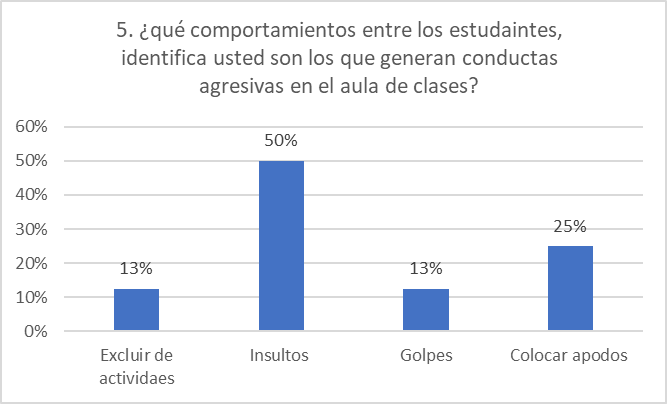 5. ¿qué comportamientos entre los estudaintes,
identifica usted son los que generan conductas
agresivas en el aula de clases?
60%
50%
40%
30%
20%
10%
0%
13%
50%
13%
25%
Excluir de
actividaes
Insultos
Golpes
Colocar apodos